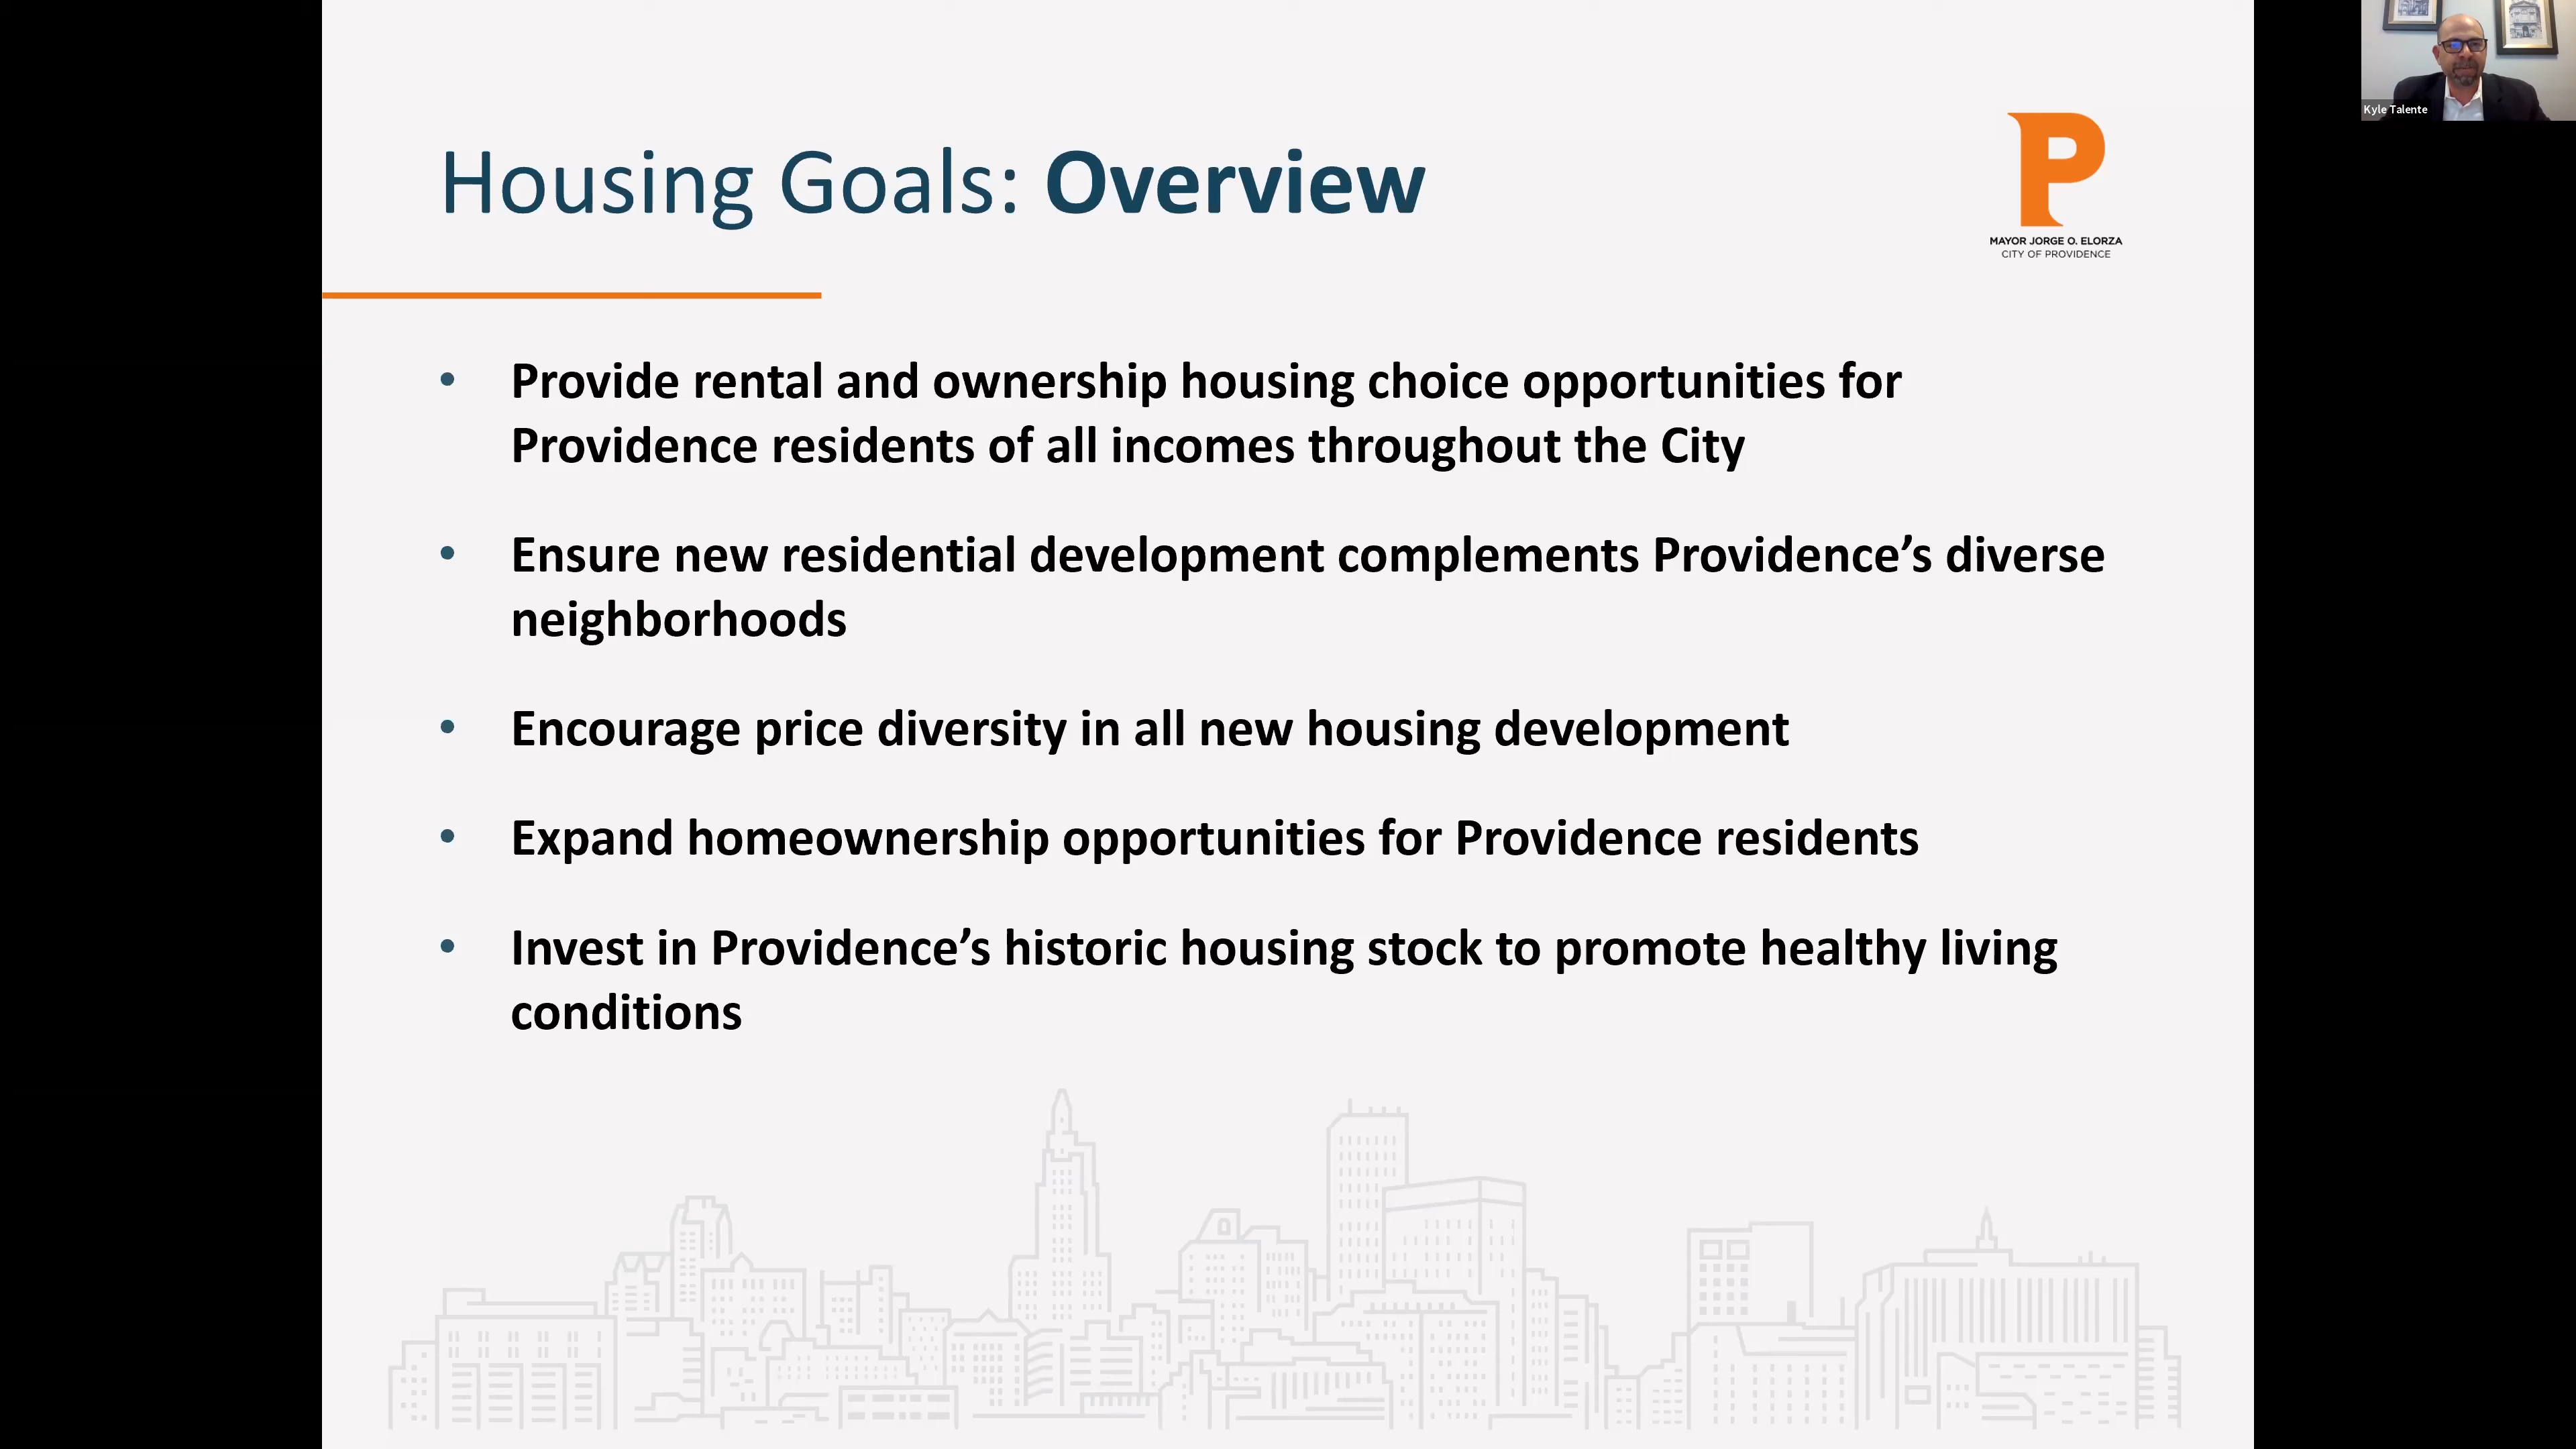 Kyle Talente
Housing Goals: Overview
P
MAYOR JORGE O. ELORZA
CITY OF PROVIDENCE
• Provide rental and ownership housing choice opportunities for
Providence residents of all incomes throughout the City
• Ensure new residential development complements Providence’s diverse
neighborhoods
• Encourage price diversity in all new housing development
• Expand homeownership opportunities for Providence residents
• Invest in Providence’s historic housing stock to promote healthy living
conditions